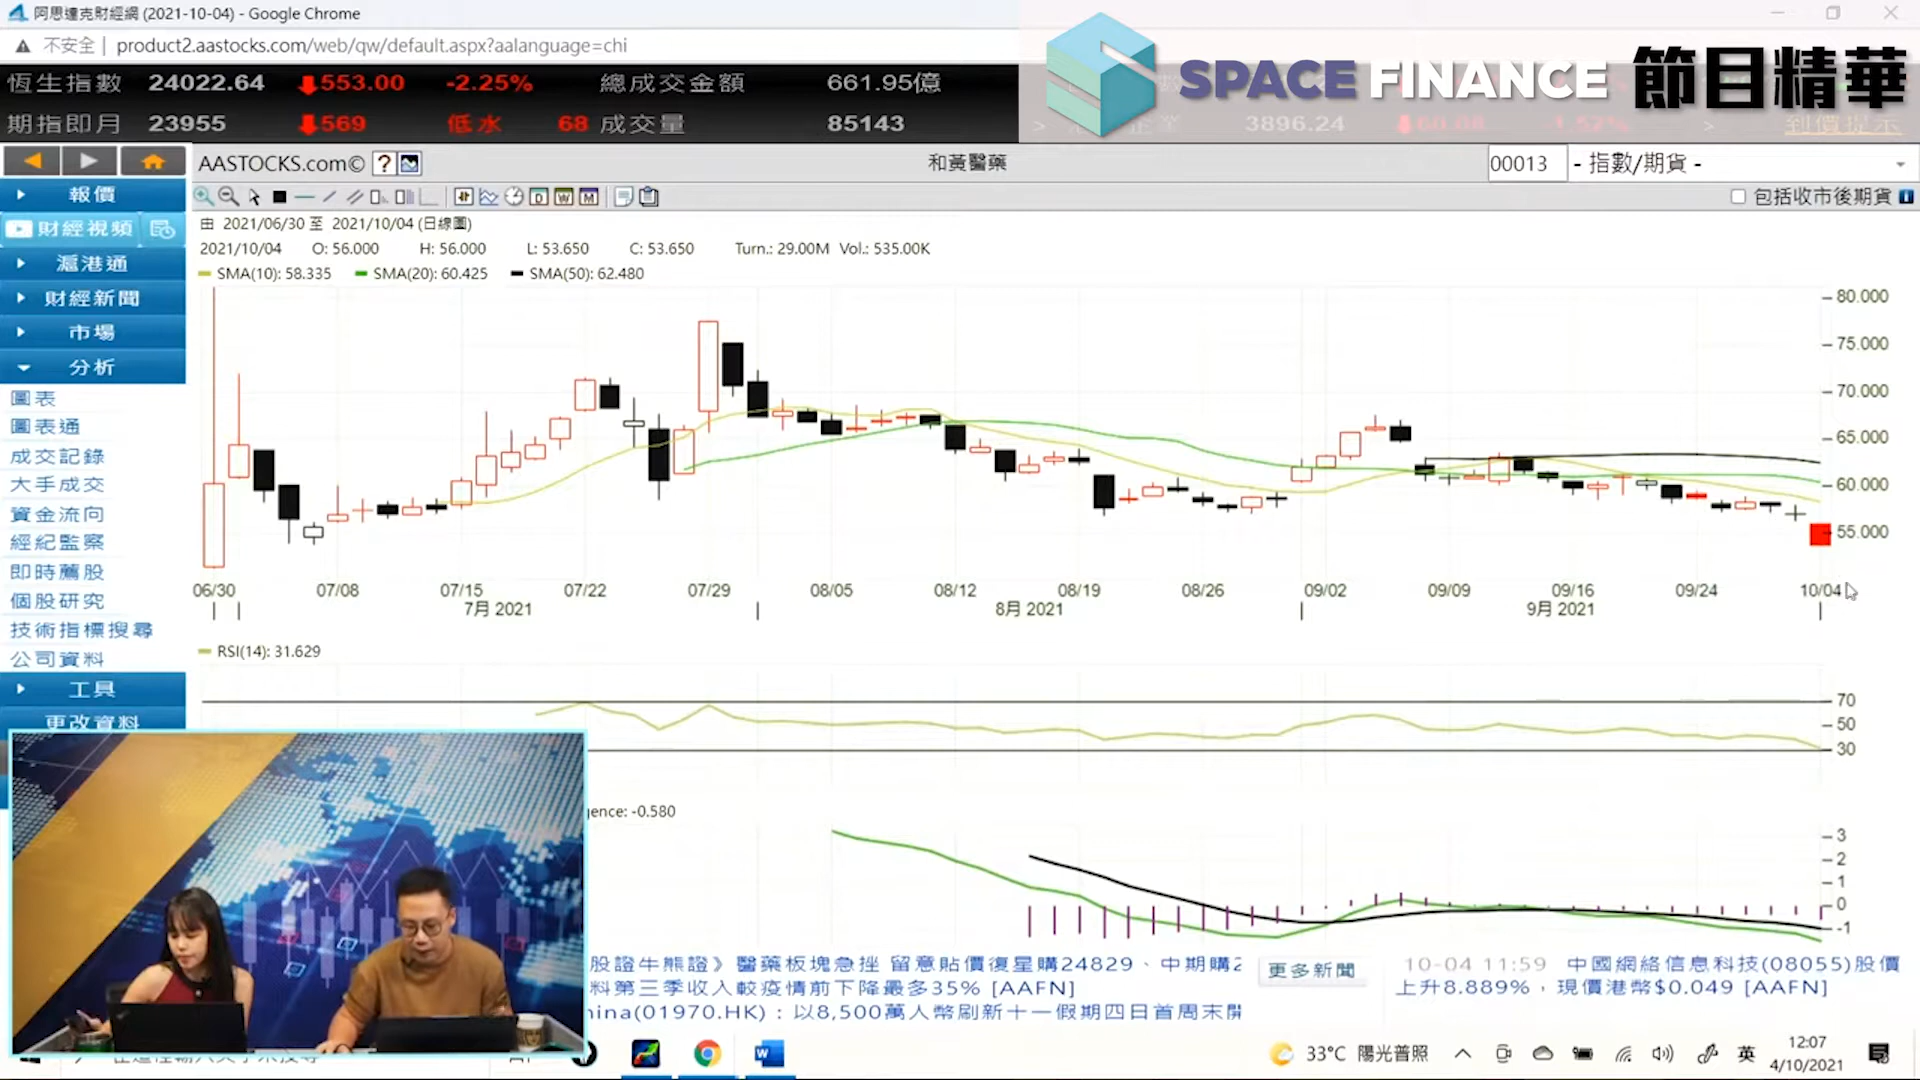 阿思達克財經網 (2021-10-04) - Google Chrome
不安全 | product2.aastocks.com/web/qw/default.aspx?aalanguage=chi
恆生指數 24022.64 553.00 -2.25% 總成交金額 661.95億
期指即月 23955 569 低水 68 成交量 85143
3896.24 60.08 -1.52% 到價提示
SPACE FINANCE 節目精華
AASTOCKS.com© ? 和黃醫藥 00013 - 指數/期貨 -
包括收市後期貨
報價
財經視頻
滬港通
財經新聞
市場
分析
圖表
圖表通
成交記錄
大手成交
資金流向
經紀監察
即時薦股
個股研究
技術指標搜尋
公司資料
工具
更改資料
由 2021/06/30 至 2021/10/04 (日線圖)
2021/10/04 O: 56.000 H: 56.000 L: 53.650 C: 53.650 Turn.: 29.00M Vol.: 535.00K
SMA(10): 58.335 SMA(20): 60.425 SMA(50): 62.480
80.000
75.000
70.000
65.000
60.000
55.000
06/30 07/08 07/15 07/22 07/29 08/05 08/12 08/19 08/26 09/02 09/09 09/16 09/24 10/04
7月 2021 8月 2021 9月 2021
RSI(14): 31.629
70
50
30
gence: -0.580
3
2
1
0
-1
股證牛熊證》醫藥板塊急挫 留意貼價復星購24829、中期購2
料第三季收入較疫情前下降最多35% [AAFN]
hina(01970.HK)：以8,500萬人幣刷新十一假期四日首周末開
更多新聞
10-04 11:59 中國網絡信息科技(08055)股價
上升8.889%，現價港幣$0.049 [AAFN]
33°C 陽光普照
英
12:07
4/10/2021